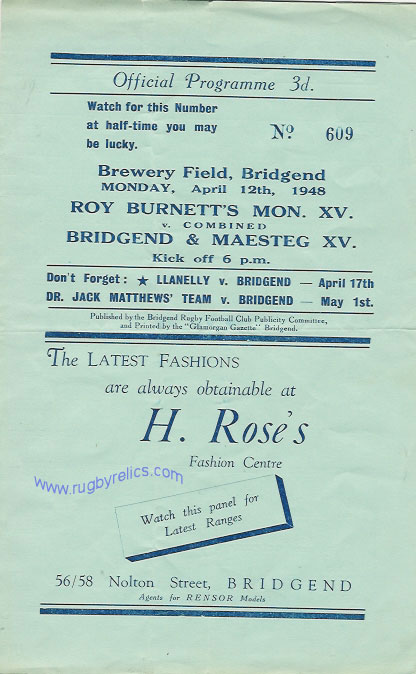 Official Programme 3d.
Watch for this Number
at half-time you may
be lucky.
No. 609
Brewery Field, Bridgend
MONDAY, April 12th, 1948
ROY BURNETT'S MON. XV.
v. COMBINED
BRIDGEND & MAESTEG XV.
Kick off 6 p.m.
Don't Forget : ★ LLANELLY v. BRIDGEND — April 17th
DR. JACK MATTHEWS' TEAM v. BRIDGEND — May 1st.
Published by the Bridgend Rugby Football Club Publicity Committee,
and Printed by the "Glamorgan Gazette" Bridgend.
The LATEST FASHIONS
are always obtainable at
H. Rose's
Fashion Centre
www.rugbyrelics.com
Watch this panel for
Latest Ranges
56/58 Nolton Street, BRIDGEND
Agents for RENSOR Models